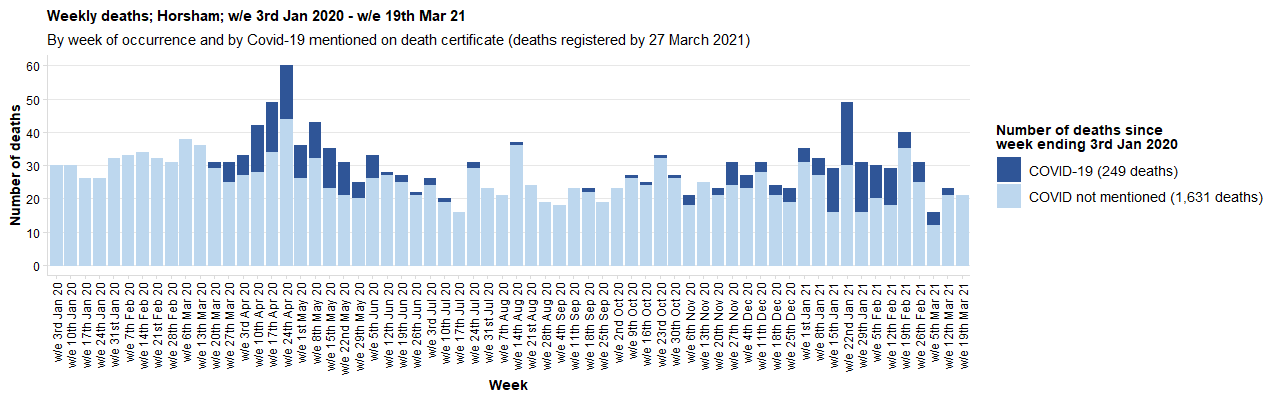 Weekly deaths; Horsham; w/e 3rd Jan 2020 - w/e 19th Mar 21
By week of occurrence and by Covid-19 mentioned on death certificate (deaths registered by 27 March 2021)
Number of deaths
60
50
40
30
20
10
0
w/e 3rd Jan 20
w/e 10th Jan 20
w/e 17th Jan 20
w/e 24th Jan 20
w/e 31st Jan 20
w/e 7th Feb 20
w/e 14th Feb 20
w/e 21st Feb 20
w/e 28th Feb 20
w/e 6th Mar 20
w/e 13th Mar 20
w/e 20th Mar 20
w/e 27th Mar 20
w/e 3rd Apr 20
w/e 10th Apr 20
w/e 17th Apr 20
w/e 24th Apr 20
w/e 1st May 20
w/e 8th May 20
w/e 15th May 20
w/e 22nd May 20
w/e 29th May 20
w/e 5th Jun 20
w/e 12th Jun 20
w/e 19th Jun 20
w/e 26th Jun 20
w/e 3rd Jul 20
w/e 10th Jul 20
w/e 17th Jul 20
w/e 24th Jul 20
w/e 31st Jul 20
w/e 7th Aug 20
w/e 14th Aug 20
w/e 21st Aug 20
w/e 28th Aug 20
w/e 4th Sep 20
w/e 11th Sep 20
w/e 18th Sep 20
w/e 25th Sep 20
w/e 2nd Oct 20
w/e 9th Oct 20
w/e 16th Oct 20
w/e 23rd Oct 20
w/e 30th Oct 20
w/e 6th Nov 20
w/e 13th Nov 20
w/e 20th Nov 20
w/e 27th Nov 20
w/e 4th Dec 20
w/e 11th Dec 20
w/e 18th Dec 20
w/e 25th Dec 20
w/e 1st Jan 21
w/e 8th Jan 21
w/e 15th Jan 21
w/e 22nd Jan 21
w/e 29th Jan 21
w/e 5th Feb 21
w/e 12th Feb 21
w/e 19th Feb 21
w/e 26th Feb 21
w/e 5th Mar 21
w/e 12th Mar 21
w/e 19th Mar 21
Week
Number of deaths since
week ending 3rd Jan 2020
COVID-19 (249 deaths)
COVID not mentioned (1,631 deaths)